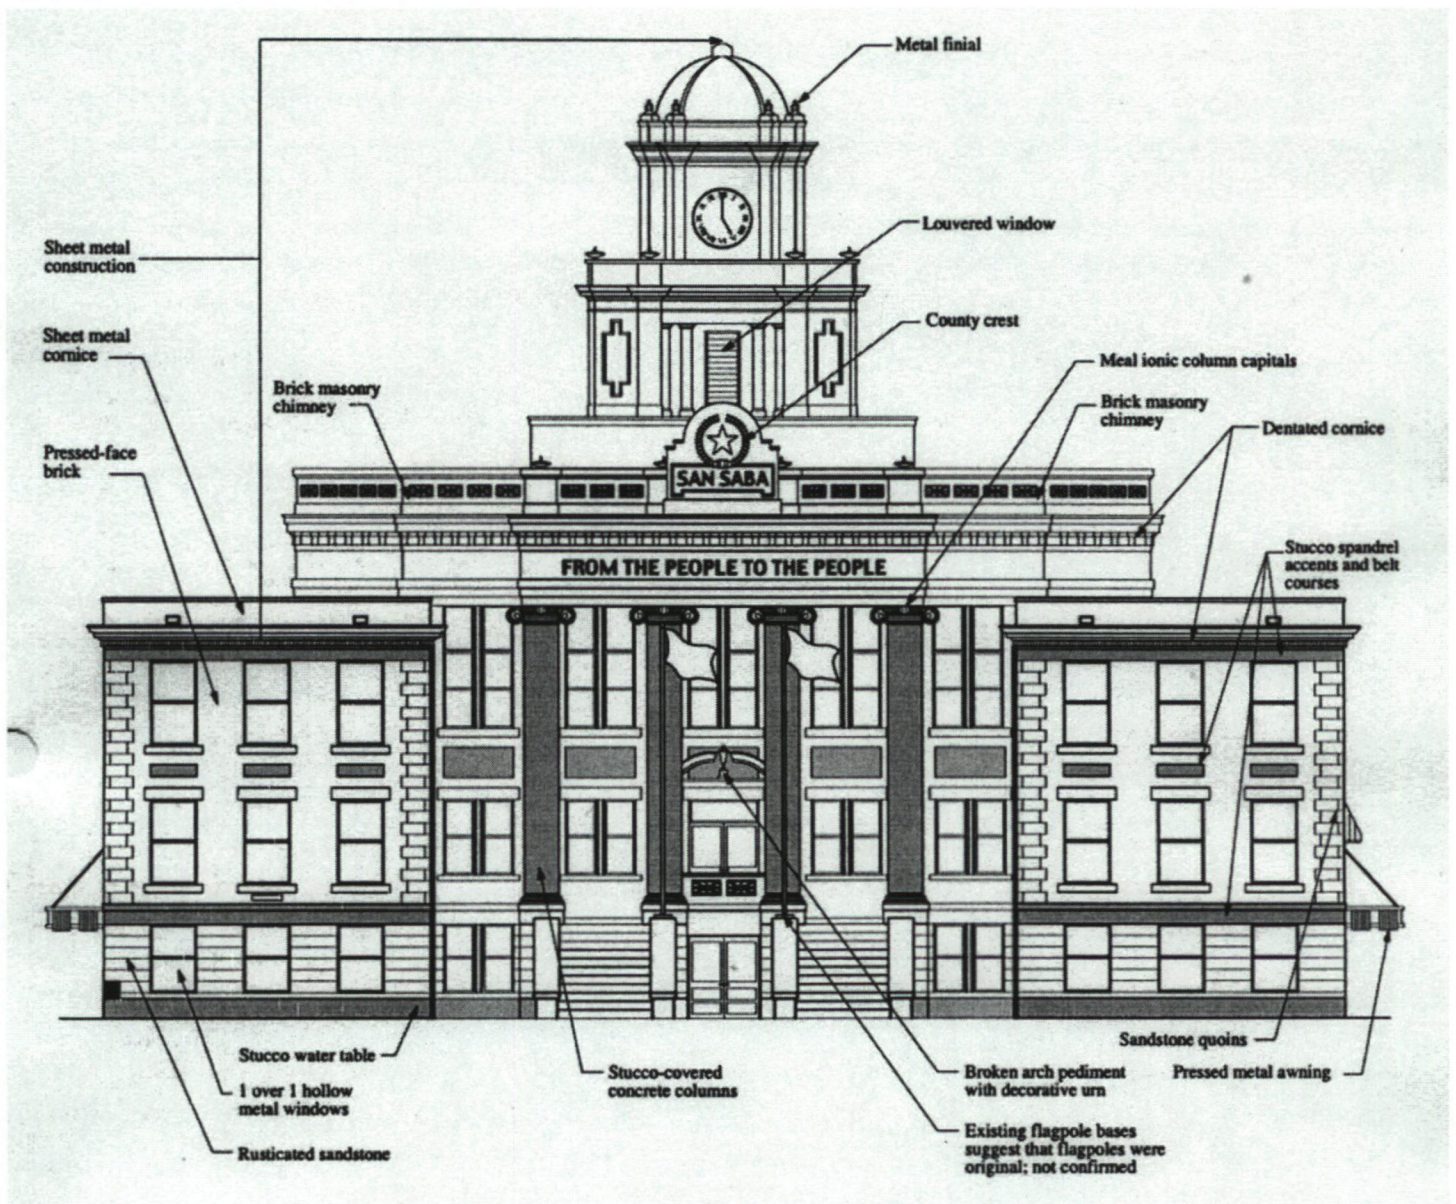 Metal finial
Louvered window
Sheet metal
construction
County crest
Sheet metal
cornice
Meal ionic column capitals
Brick masonry
chimney
Brick masonry
chimney
Dentated cornice
Pressed-face
brick
SAN SABA
FROM THE PEOPLE TO THE PEOPLE
Stucco spandrel
accents and belt
courses
Sandstone quoins
Stucco water table
Stucco-covered
concrete columns
Broken arch pediment
with decorative urn
Pressed metal awning
1 over 1 hollow
metal windows
Existing flagpole bases
suggest that flagpoles were
original; not confirmed
Rusticated sandstone